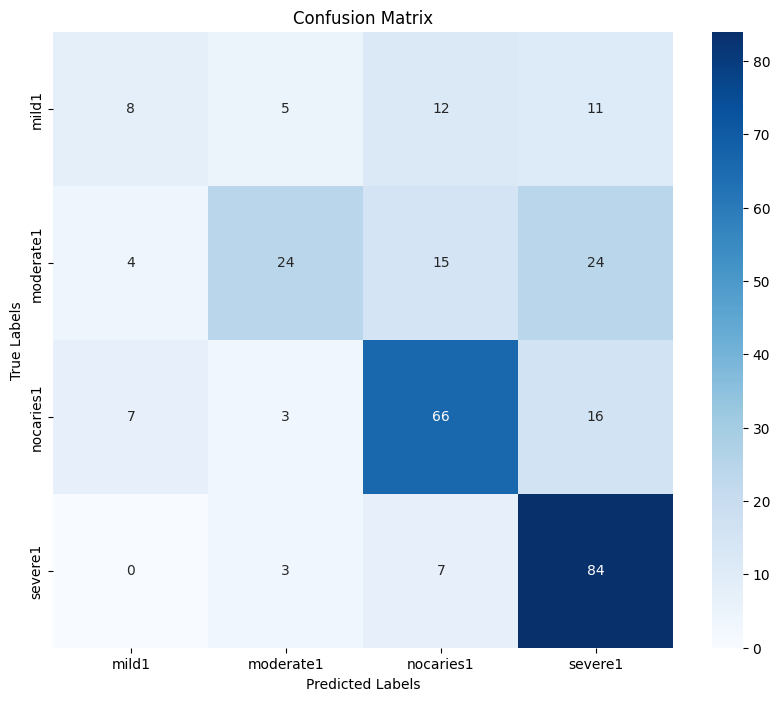 Confusion Matrix
True Labels
mild1 8 5 12 11
moderate1 4 24 15 24
nocaries1 7 3 66 16
severe1 0 3 7 84
mild1 moderate1 nocaries1 severe1
Predicted Labels
80
70
60
50
40
30
20
10
0